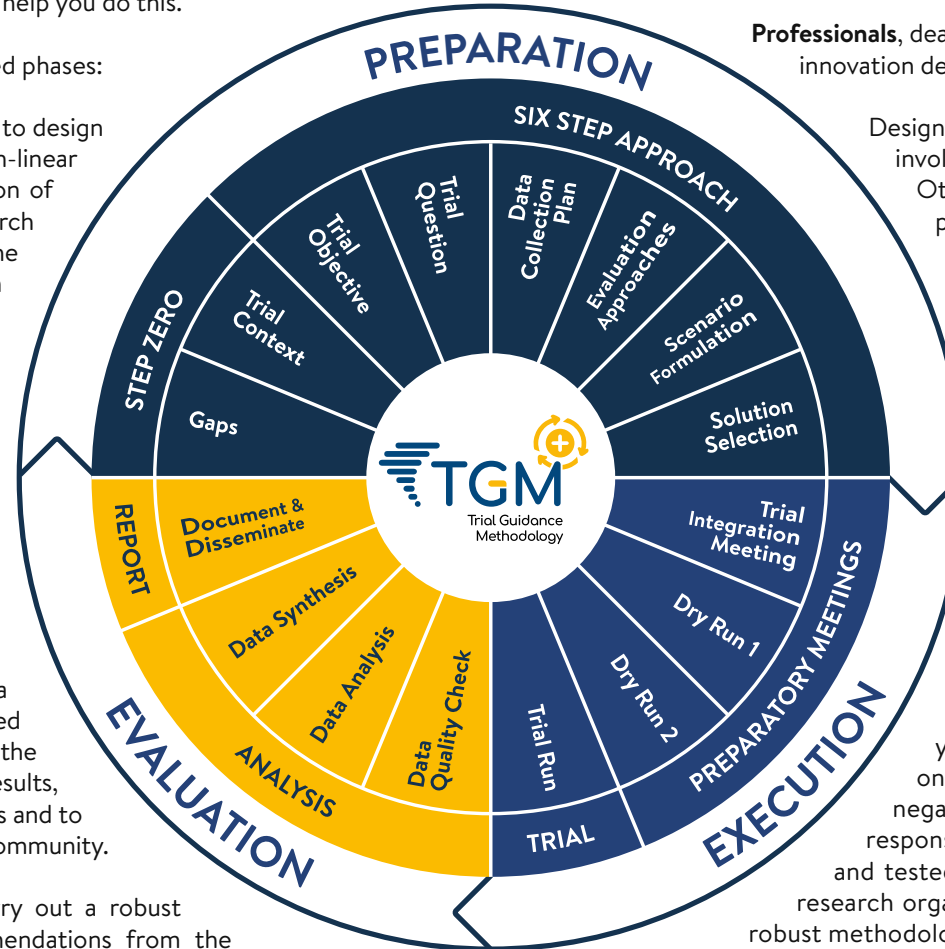 help you do this.
ed phases:
to design
n-linear
on of
rch
ne
Professionals, dea
innovation de
Design
invol
Ot
p
PREPARATION
SIX STEP APPROACH
STEP ZERO
Gaps
Trial
Context
Trial
Objective
Trial
Question
Data
Collection
Plan
Evaluation
Approaches
Scenario
Formulation
Solution
Selection
TGM
Trial Guidance
Methodology
EXECUTION
PREPARATORY MEETINGS
Trial
Integration
Meeting
Dry Run 1
Dry Run 2
TRIAL
Trial Run
EVALUATION
ANALYSIS
Data
Quality Check
Data Analysis
Data Synthesis
REPORT
Document &
Disseminate
a
ed
the
esults,
s and to
ommunity.
ry out a robust
endations from the
y
on
nega
respons
and tested
research orga
robust methodolo